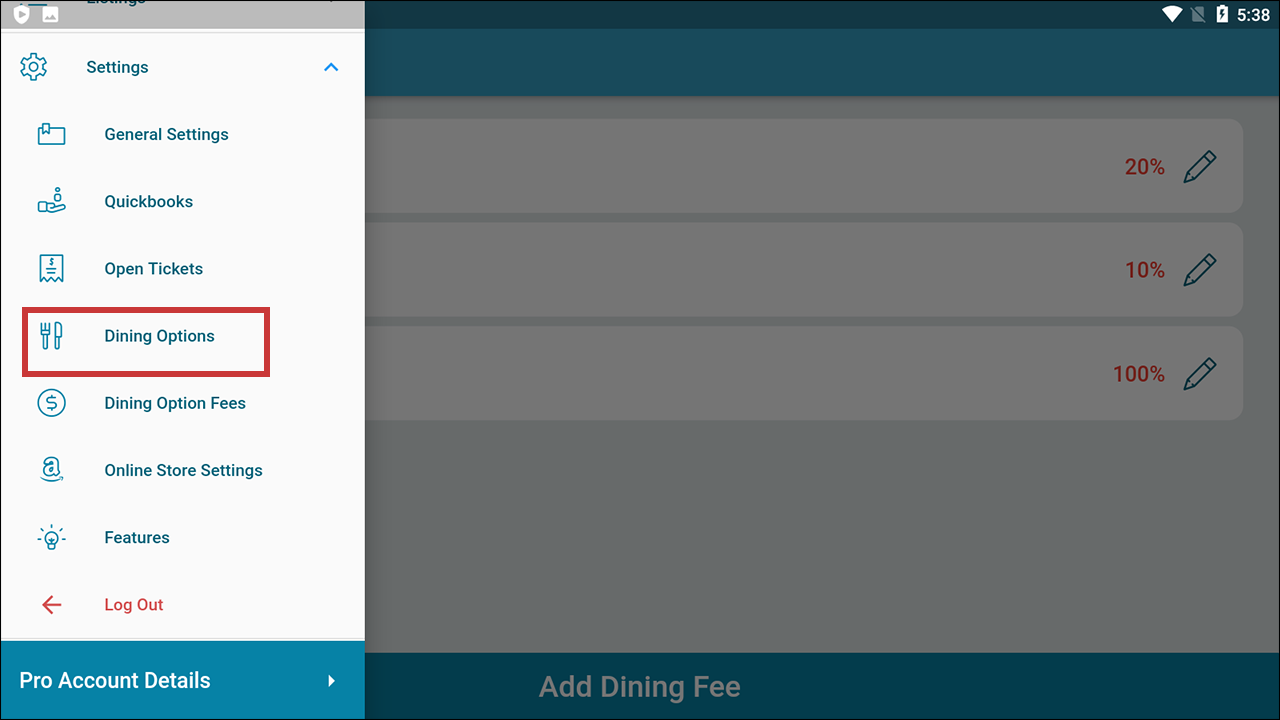 5:38
Settings
General Settings
20%
Quickbooks
Open Tickets
10%
Dining Options
100%
Dining Option Fees
Online Store Settings
Features
Log Out
Pro Account Details
Add Dining Fee